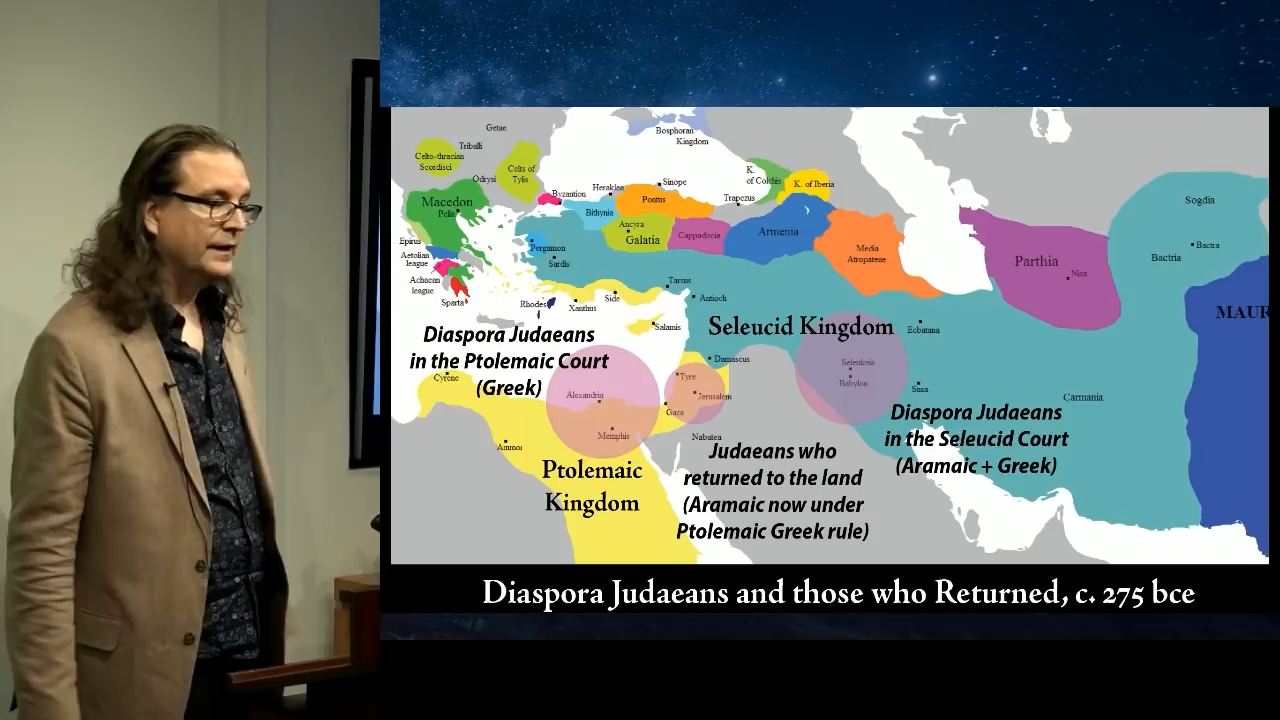 Getae
Bosphoran
Kingdom
Triballi
Celto-thracian
Scordisci
Celts of
Tylis
Odrysi
K.
of Colchis
K. of Iberia
Byzantion
Heraklea
Sinope
Trapezus
Pontus
Macedon
Pella
Bithynia
Ancyra
Galatia
Cappadocia
Armenia
Media
Atropatene
Parthia
Nisa
Sogdia
Bactra
Bactria
Epirus
Aetolian
league
Achaean
league
Sparta
Pergamon
Sardis
Rhodes
Xanthus
Side
Tarsus
Antioch
Salamis
MAUR
Seleucid Kingdom
Ecbatana
Diaspora Judaeans
in the Ptolemaic Court
(Greek)
Cyrene
Damascus
Tyre
Jerusalem
Gaza
Nabatea
Alexandria
Memphis
Ammon
Seleukeia
Babylon
Susa
Carmania
Diaspora Judaeans
in the Seleucid Court
(Aramaic + Greek)
Ptolemaic
Kingdom
Judaeans who
returned to the land
(Aramaic now under
Ptolemaic Greek rule)
Diaspora Judaeans and those who Returned, c. 275 bce